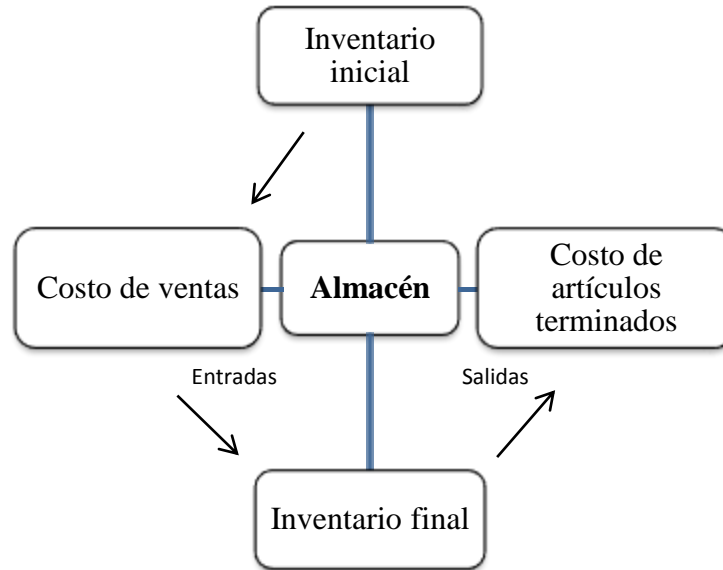 Inventario
inicial
Costo de ventas
Almacén
Costo de
artículos
terminados
Entradas
Salidas
Inventario final